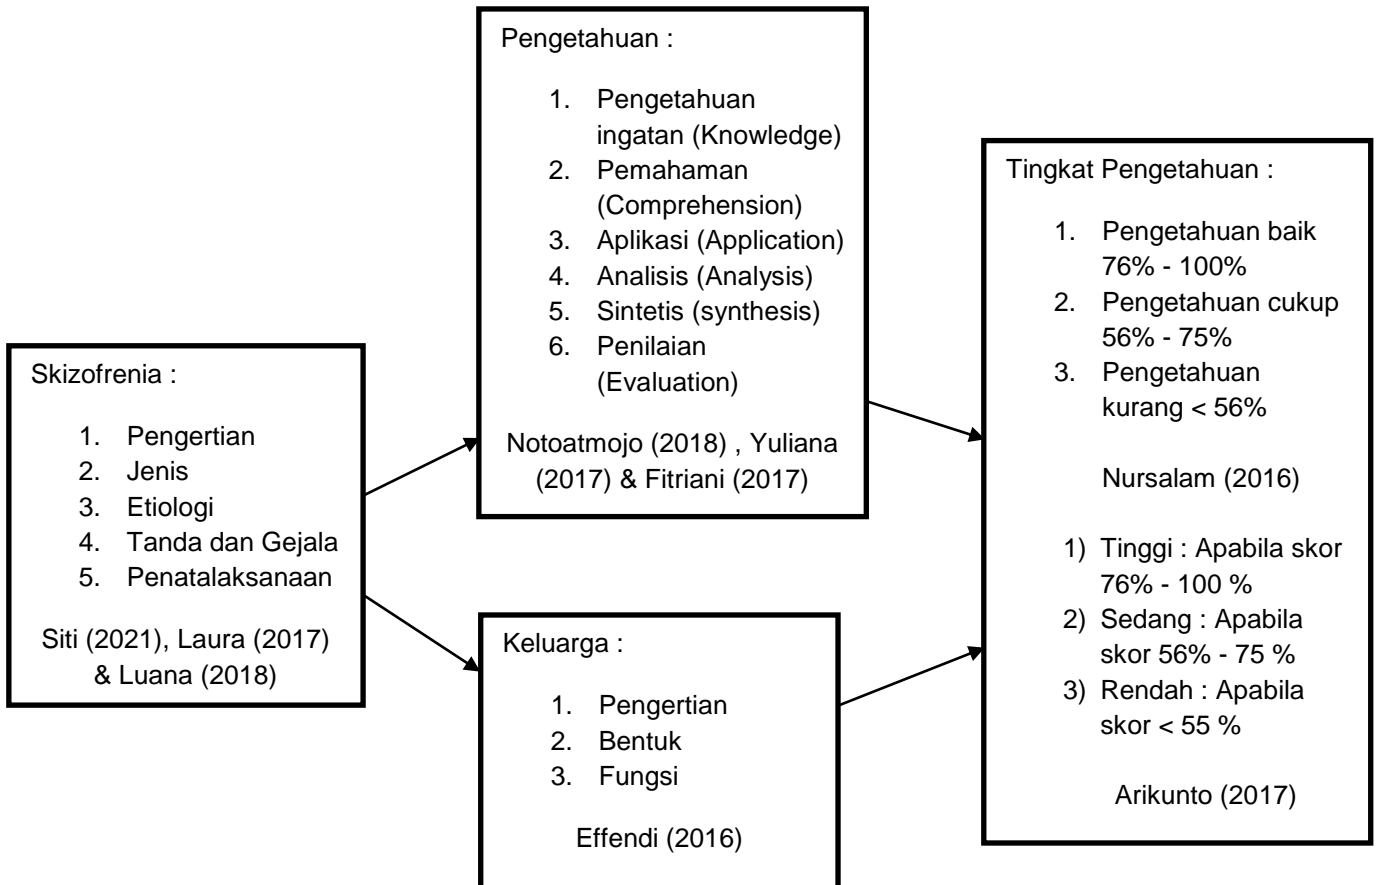 Skizofrenia :
1. Pengertian
2. Jenis
3. Etiologi
4. Tanda dan Gejala
5. Penatalaksanaan
Siti (2021), Laura (2017)
& Luana (2018)
Pengetahuan :
1. Pengetahuan
ingatan (Knowledge)
2. Pemahaman
(Comprehension)
3. Aplikasi (Application)
4. Analisis (Analysis)
5. Sintetis (synthesis)
6. Penilaian
(Evaluation)
Notoatmojo (2018) , Yuliana
(2017) & Fitriani (2017)
Keluarga :
1. Pengertian
2. Bentuk
3. Fungsi
Effendi (2016)
Tingkat Pengetahuan :
1. Pengetahuan baik
76% - 100%
2. Pengetahuan cukup
56% - 75%
3. Pengetahuan
kurang < 56%
Nursalam (2016)
1) Tinggi : Apabila skor
76% - 100 %
2) Sedang : Apabila
skor 56% - 75 %
3) Rendah : Apabila
skor < 55 %
Arikunto (2017)